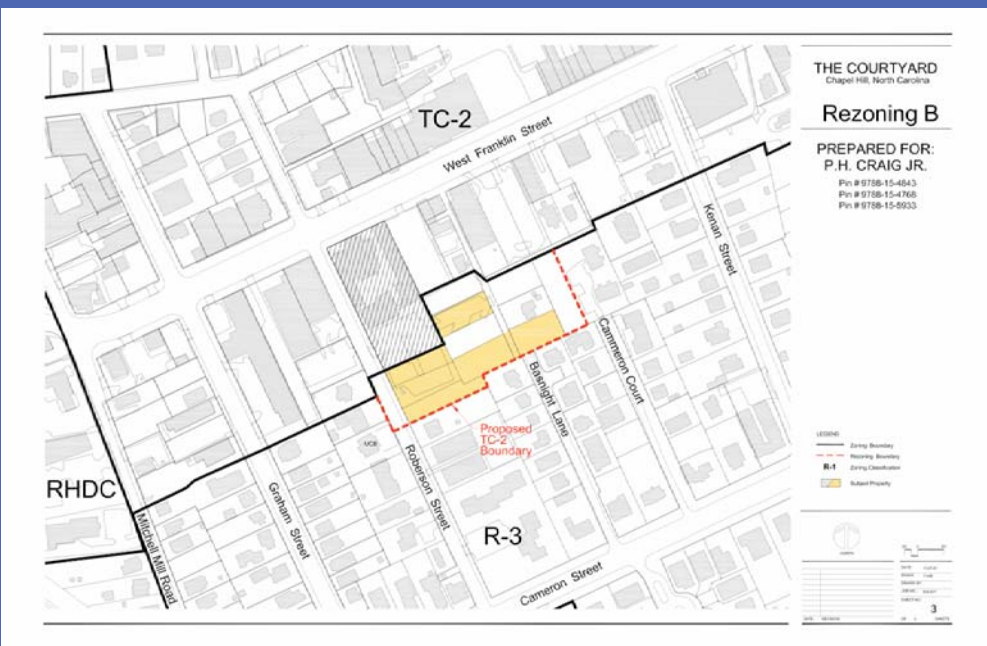 TC-2
West Franklin Street
Kenan Street
Cammeron Court
Basnight Lane
Proposed
TC-2
Boundary
Roberson Street
RHDC
Graham Street
Mitchell Mill Road
R-3
Cameron Street
THE COURTYARD
Chapel Hill, North Carolina
Rezoning B
PREPARED FOR:
P.H. CRAIG JR.
Pin # 9788-15-4843
Pin # 9788-15-4768
Pin # 9788-15-5933
LEGEND
Zoning Boundary
Rezoning Boundary
R-1 Zoning Classification
Subject Property
3